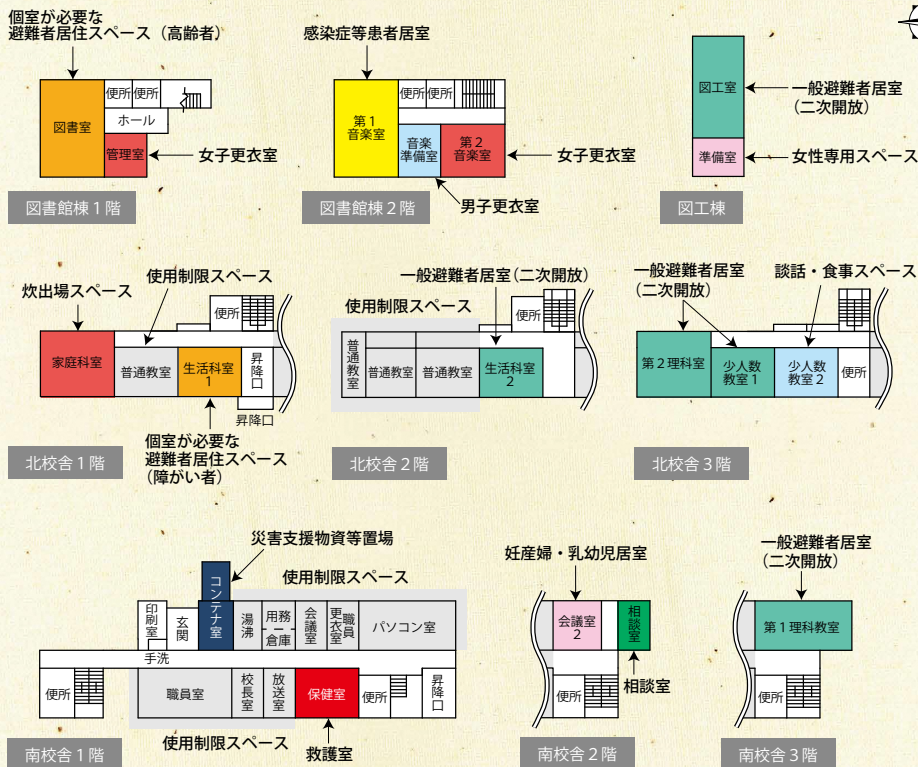 個室が必要な
避難者居住スペース（高齢者）
図書室
便所
便所
ホール
管理室
女子更衣室
図書館棟1階
感染症等患者居室
第1
音楽室
便所
便所
音楽
準備室
第2
音楽室
女子更衣室
男子更衣室
図書館棟2階
図工室
一般避難者居室
(二次開放)
準備室
女性専用スペース
図工棟
炊出場スペース
使用制限スペース
便所
家庭科室
普通教室
生活科室
1
昇降口
昇降口
個室が必要な
避難者居住スペース
(障がい者)
北校舎1階
一般避難者居室(二次開放)
使用制限スペース
便所
普通教室
普通教室
普通教室
生活科室
2
北校舎2階
一般避難者居室
(二次開放)
談話・食事スペース
第2理科室
少人数
教室1
少人数
教室2
便所
北校舎3階
災害支援物資等置場
使用制限スペース
印刷室
玄関
コンテナ室
湯沸
用務
倉庫
会議室
職員
更衣室
パソコン室
手洗
便所
職員室
校長室
放送室
保健室
便所
昇降口
使用制限スペース
救護室
南校舎1階
妊産婦・乳幼児居室
会議室
2
相談室
便所
相談室
南校舎2階
一般避難者居室
(二次開放)
第1理科教室
便所
南校舎3階